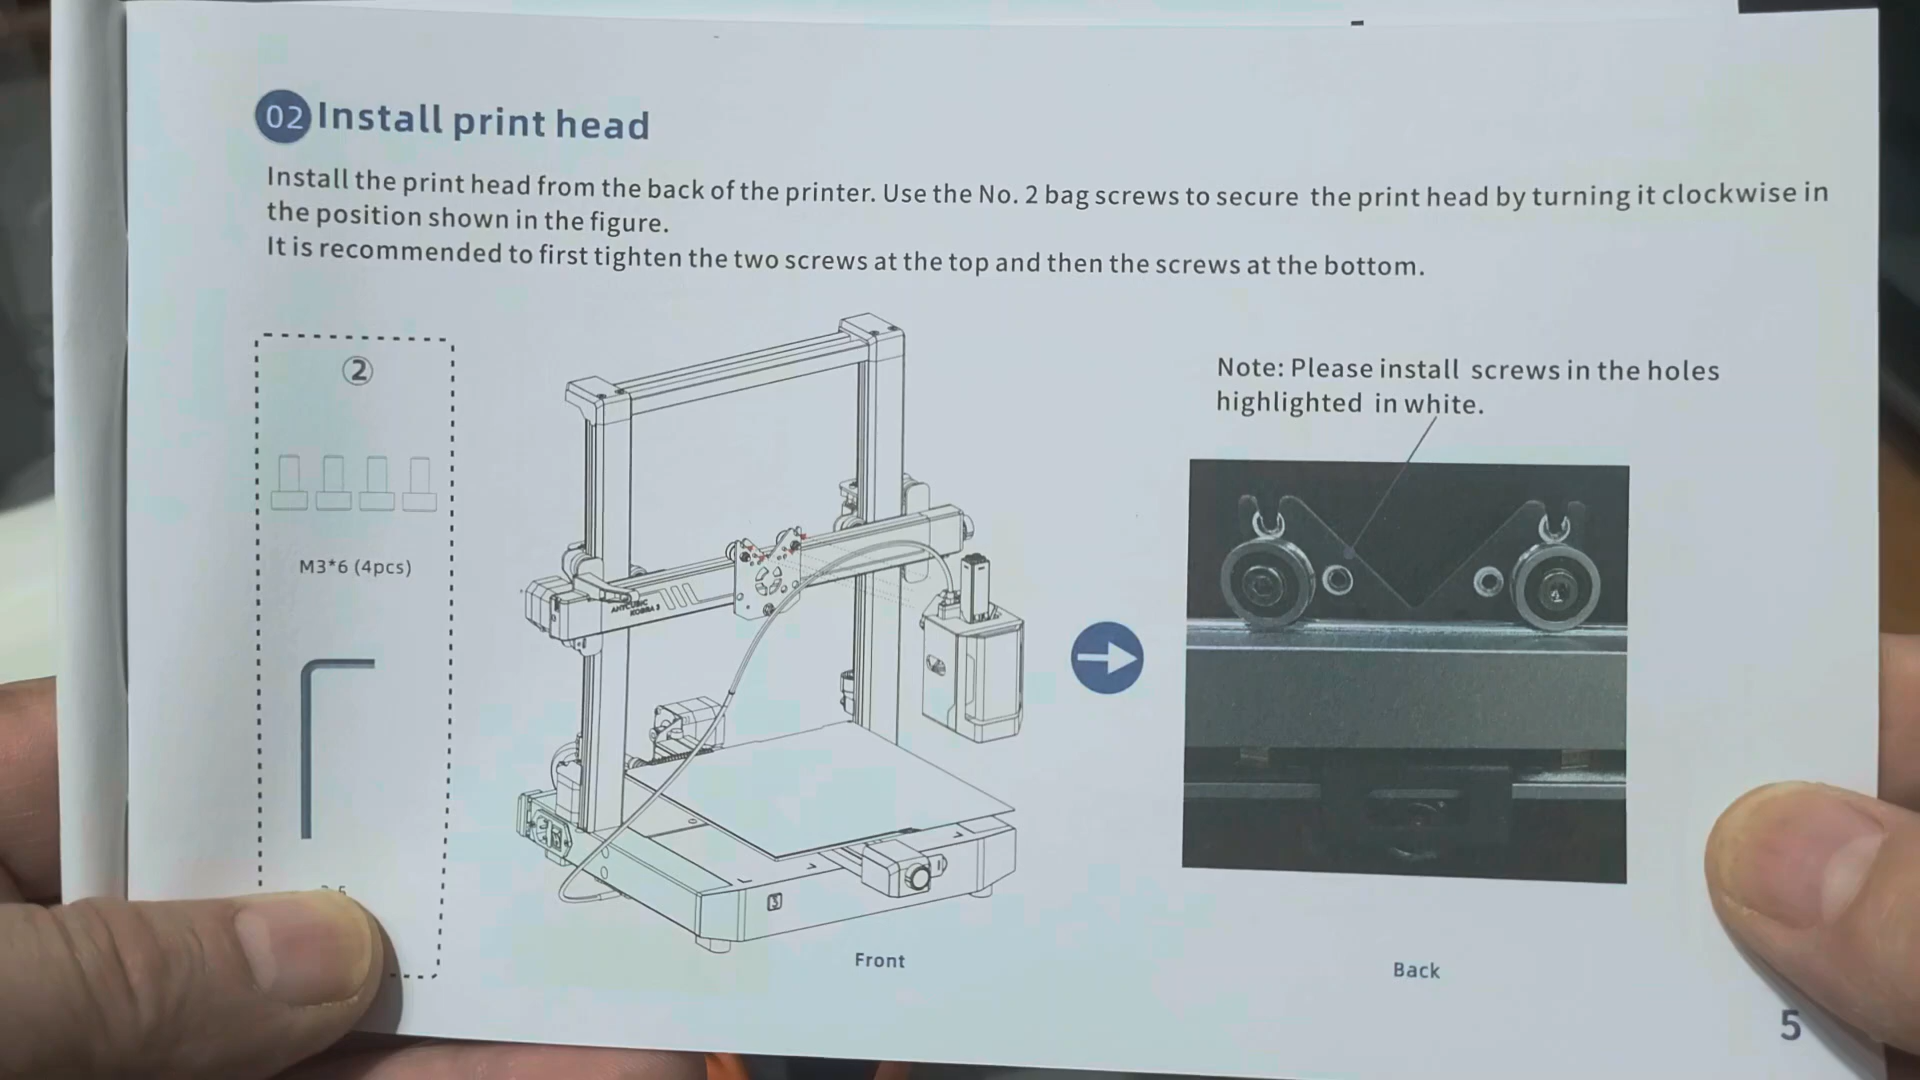 02 Install print head
Install the print head from the back of the printer. Use the No. 2 bag screws to secure the print head by turning it clockwise in
the position shown in the figure.
It is recommended to first tighten the two screws at the top and then the screws at the bottom.
②
M3*6 (4pcs)
ANYCUBIC
KOBRA 3
Note: Please install screws in the holes
highlighted in white.
Front
Back
5